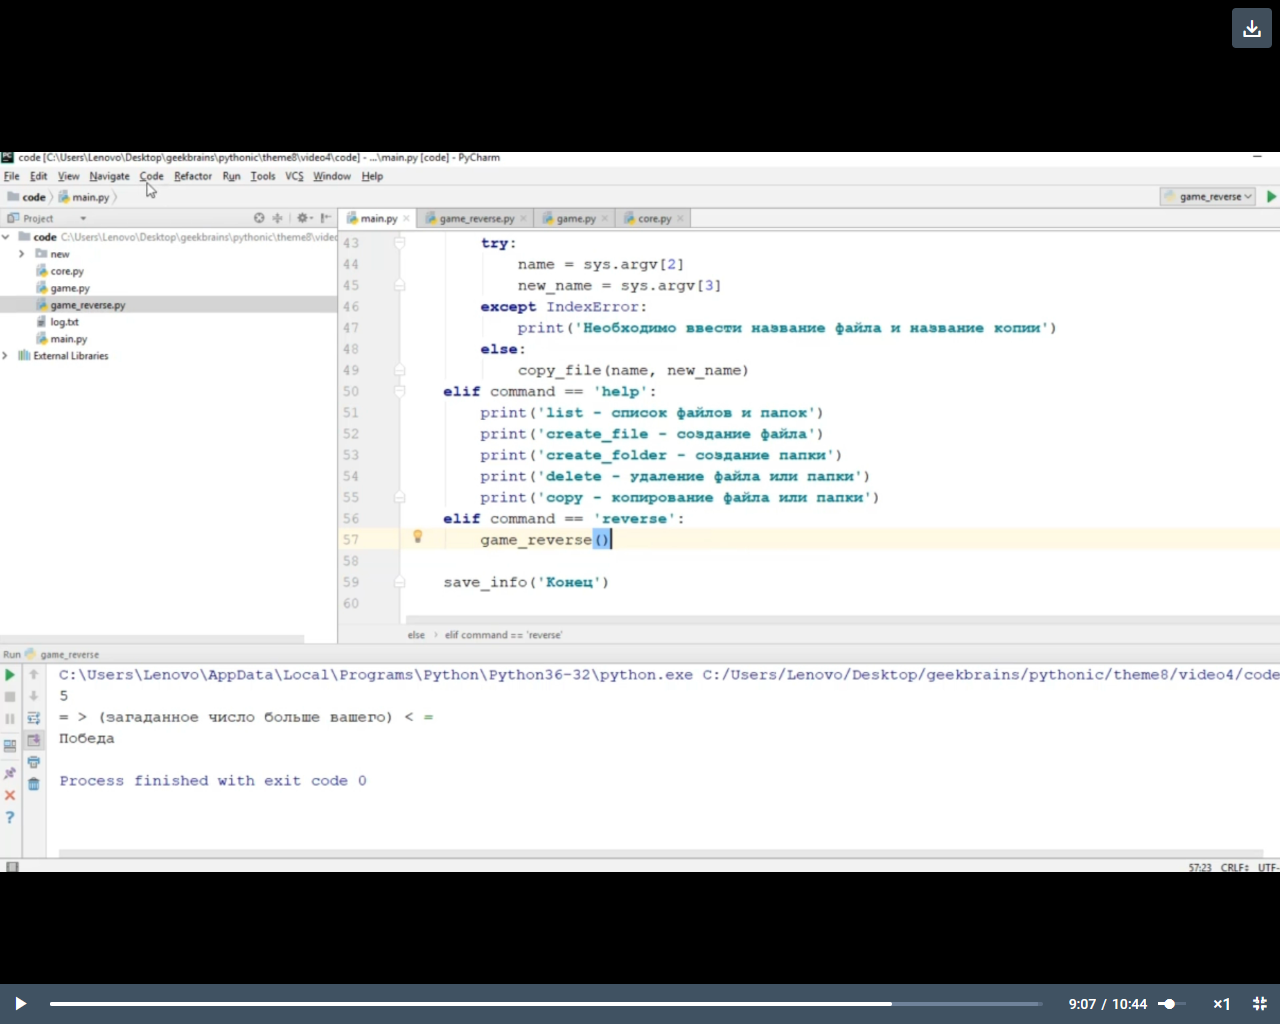 code [C:\Users\Lenovo\Desktop\geekbrains\pythonic\theme8\video4\code] - ...\main.py [code] - PyCharm
File Edit View Navigate Code Refactor Run Tools VCS Window Help
code main.py game_reverse
Project main.py game_reverse.py game.py core.py
code C:\Users\Lenovo\Desktop\geekbrains\pythonic\theme8\video
new
core.py
game.py
game_reverse.py
log.txt
main.py
External Libraries
43 try:
44 name = sys.argv[2]
45 new_name = sys.argv[3]
46 except IndexError:
47 print('Необходимо ввести название файла и название копии')
48 else:
49 copy_file(name, new_name)
50 elif command == 'help':
51 print('list - список файлов и папок')
52 print('create_file - создание файла')
53 print('create_folder - создание папки')
54 print('delete - удаление файла или папки')
55 print('copy - копирование файла или папки')
56 elif command == 'reverse':
57 game_reverse()
58
59 save_info('Конец')
60
else › elif command == 'reverse'
Run game_reverse
C:\Users\Lenovo\AppData\Local\Programs\Python\Python36-32\python.exe C:/Users/Lenovo/Desktop/geekbrains/pythonic/theme8/video4/code
5
= > (загаданное число больше вашего) < =
Победа
Process finished with exit code 0
57:23 CRLF÷ UTF-
9:07 / 10:44 ×1